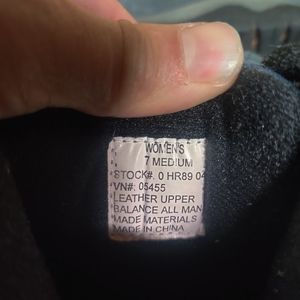 WOMEN'S
7 MEDIUM
STOCK#. 0 HR89 04
VN#. 05455
LEATHER UPPER
BALANCE ALL MAN
MADE MATERIALS
MADE IN CHINA